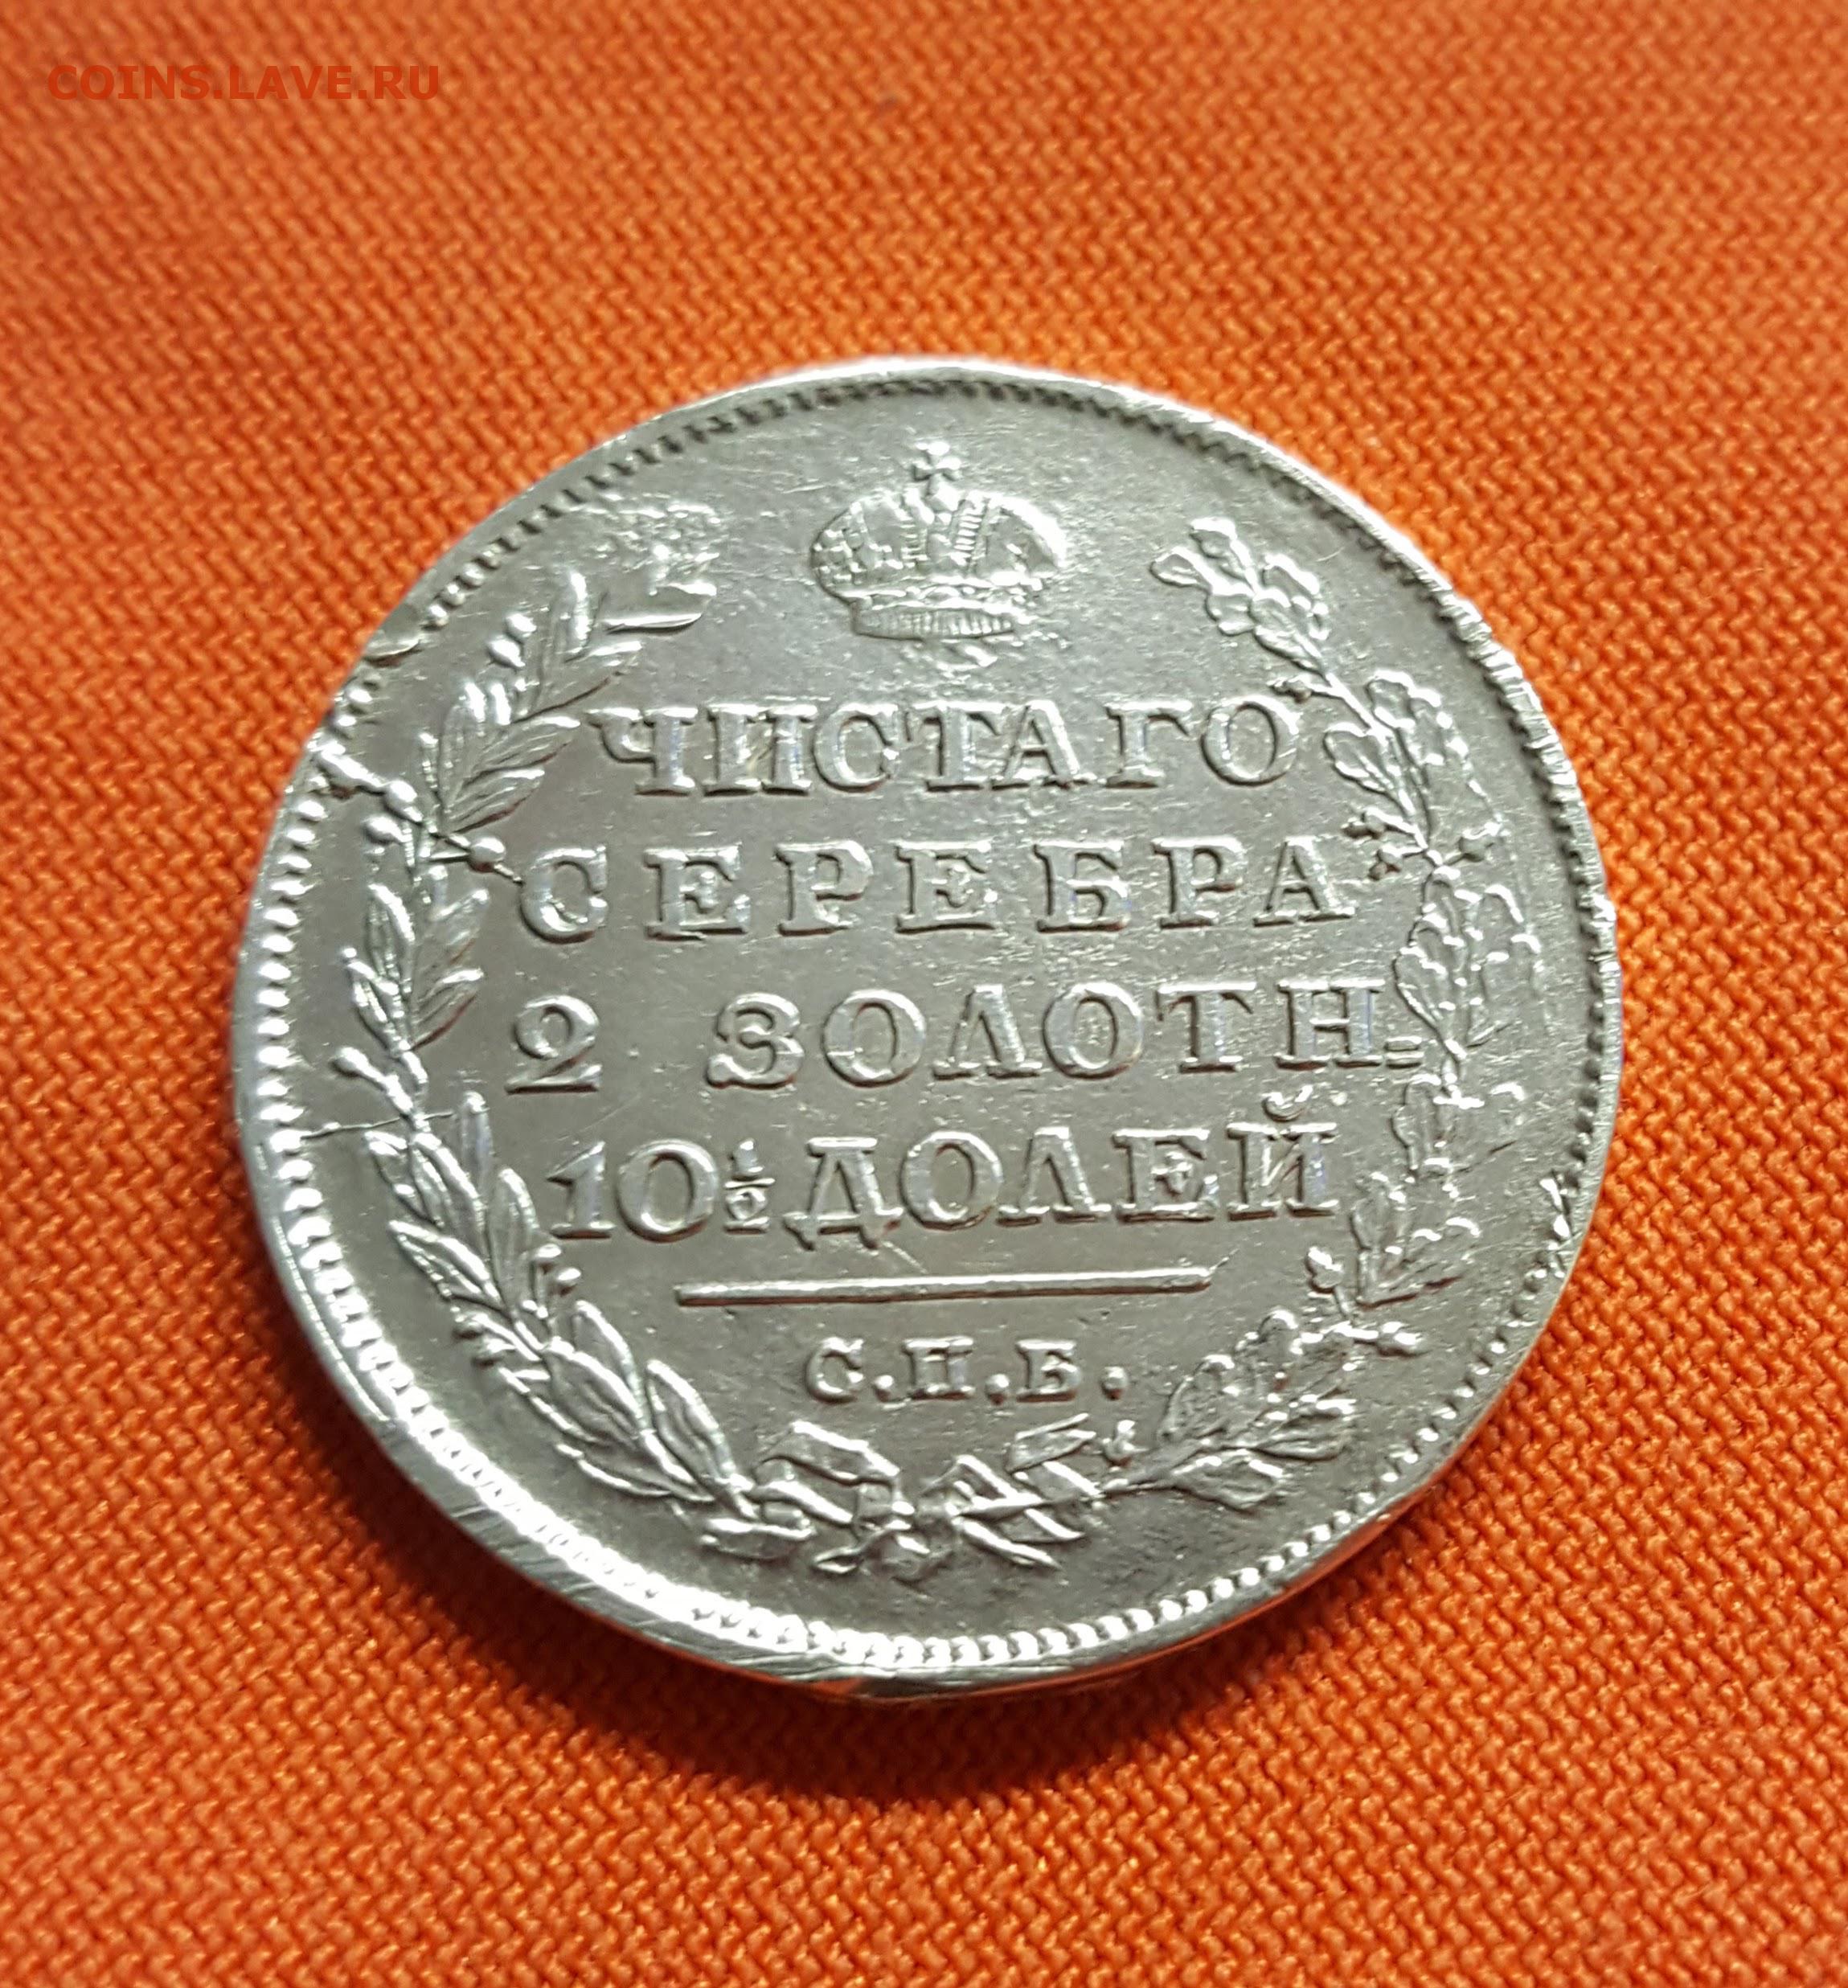 COINS.LAVE.RU
ЧИСТАГО
СЕРЕБРА
2 ЗОЛОТН=
10½ ДОЛЕЙ
С.П.Б.